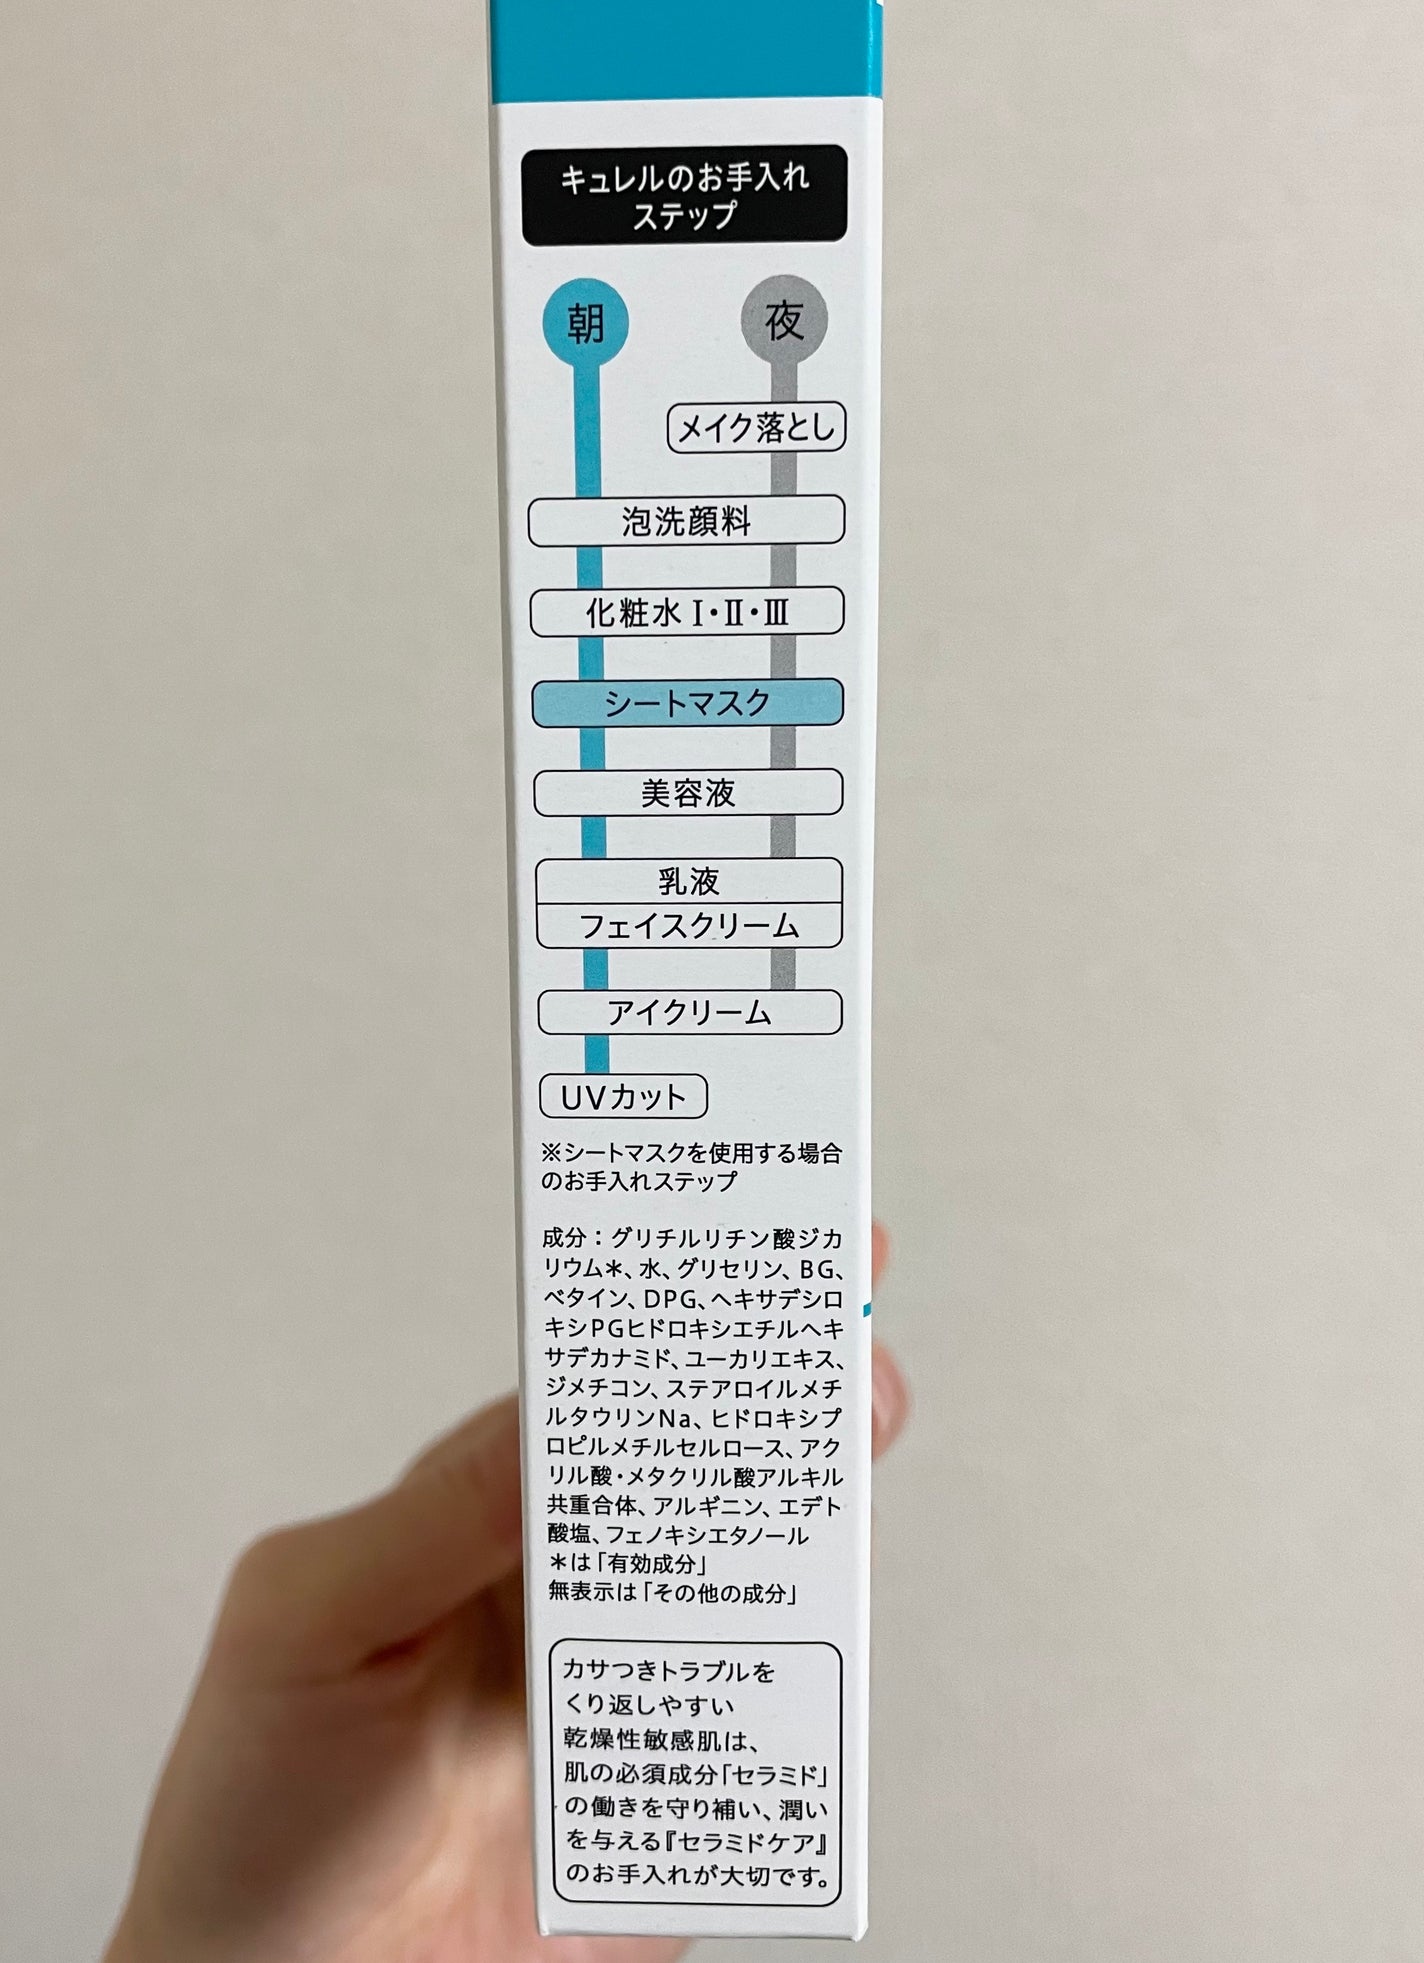 キュレルのお手入れ
ステップ
朝
夜
メイク落とし
泡洗顔料
化粧水 Ⅰ・Ⅱ・Ⅲ
シートマスク
美容液
乳液
フェイスクリーム
アイクリーム
UVカット
※シートマスクを使用する場合
のお手入れステップ
成分：グリチルリチン酸ジカ
リウム＊、水、グリセリン、BG、
ベタイン、DPG、ヘキサデシロ
キシPGヒドロキシエチルヘキ
サデカナミド、ユーカリエキス、
ジメチコン、ステアロイルメチ
ルタウリンNa、ヒドロキシプ
ロピルメチルセルロース、アク
リル酸・メタクリル酸アルキル
共重合体、アルギニン、エデト
酸塩、フェノキシエタノール
＊は「有効成分」
無表示は「その他の成分」
カサつきトラブルを
くり返しやすい
乾燥性敏感肌は、
肌の必須成分「セラミド」
の働きを守り補い、潤い
を与える『セラミドケア』
のお手入れが大切です。